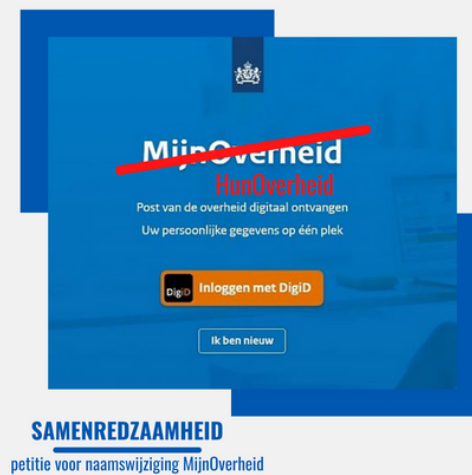 MijnOverheid
HunOverheid
Post van de overheid digitaal ontvangen
Uw persoonlijke gegevens op één plek
DigiD Inloggen met DigiD
Ik ben nieuw
SAMENREDZAAMHEID
petitie voor naamswijziging MijnOverheid